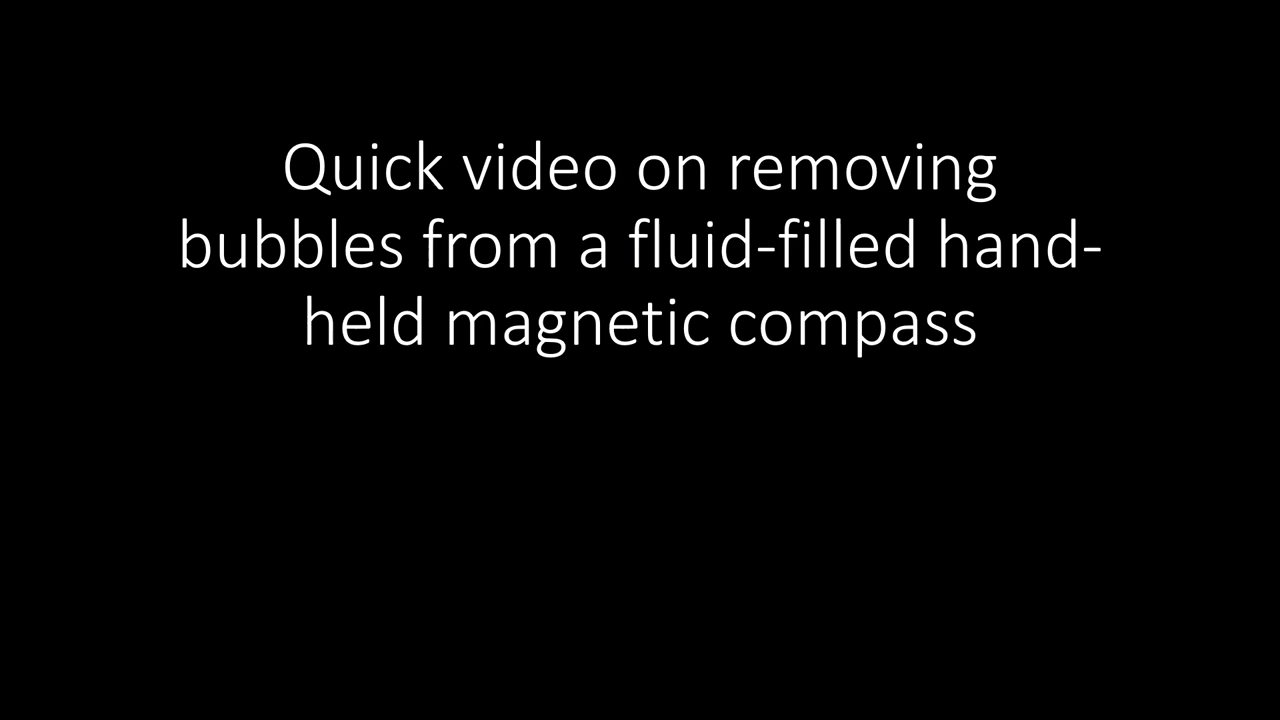 Quick video on removing
bubbles from a fluid-filled hand-
held magnetic compass